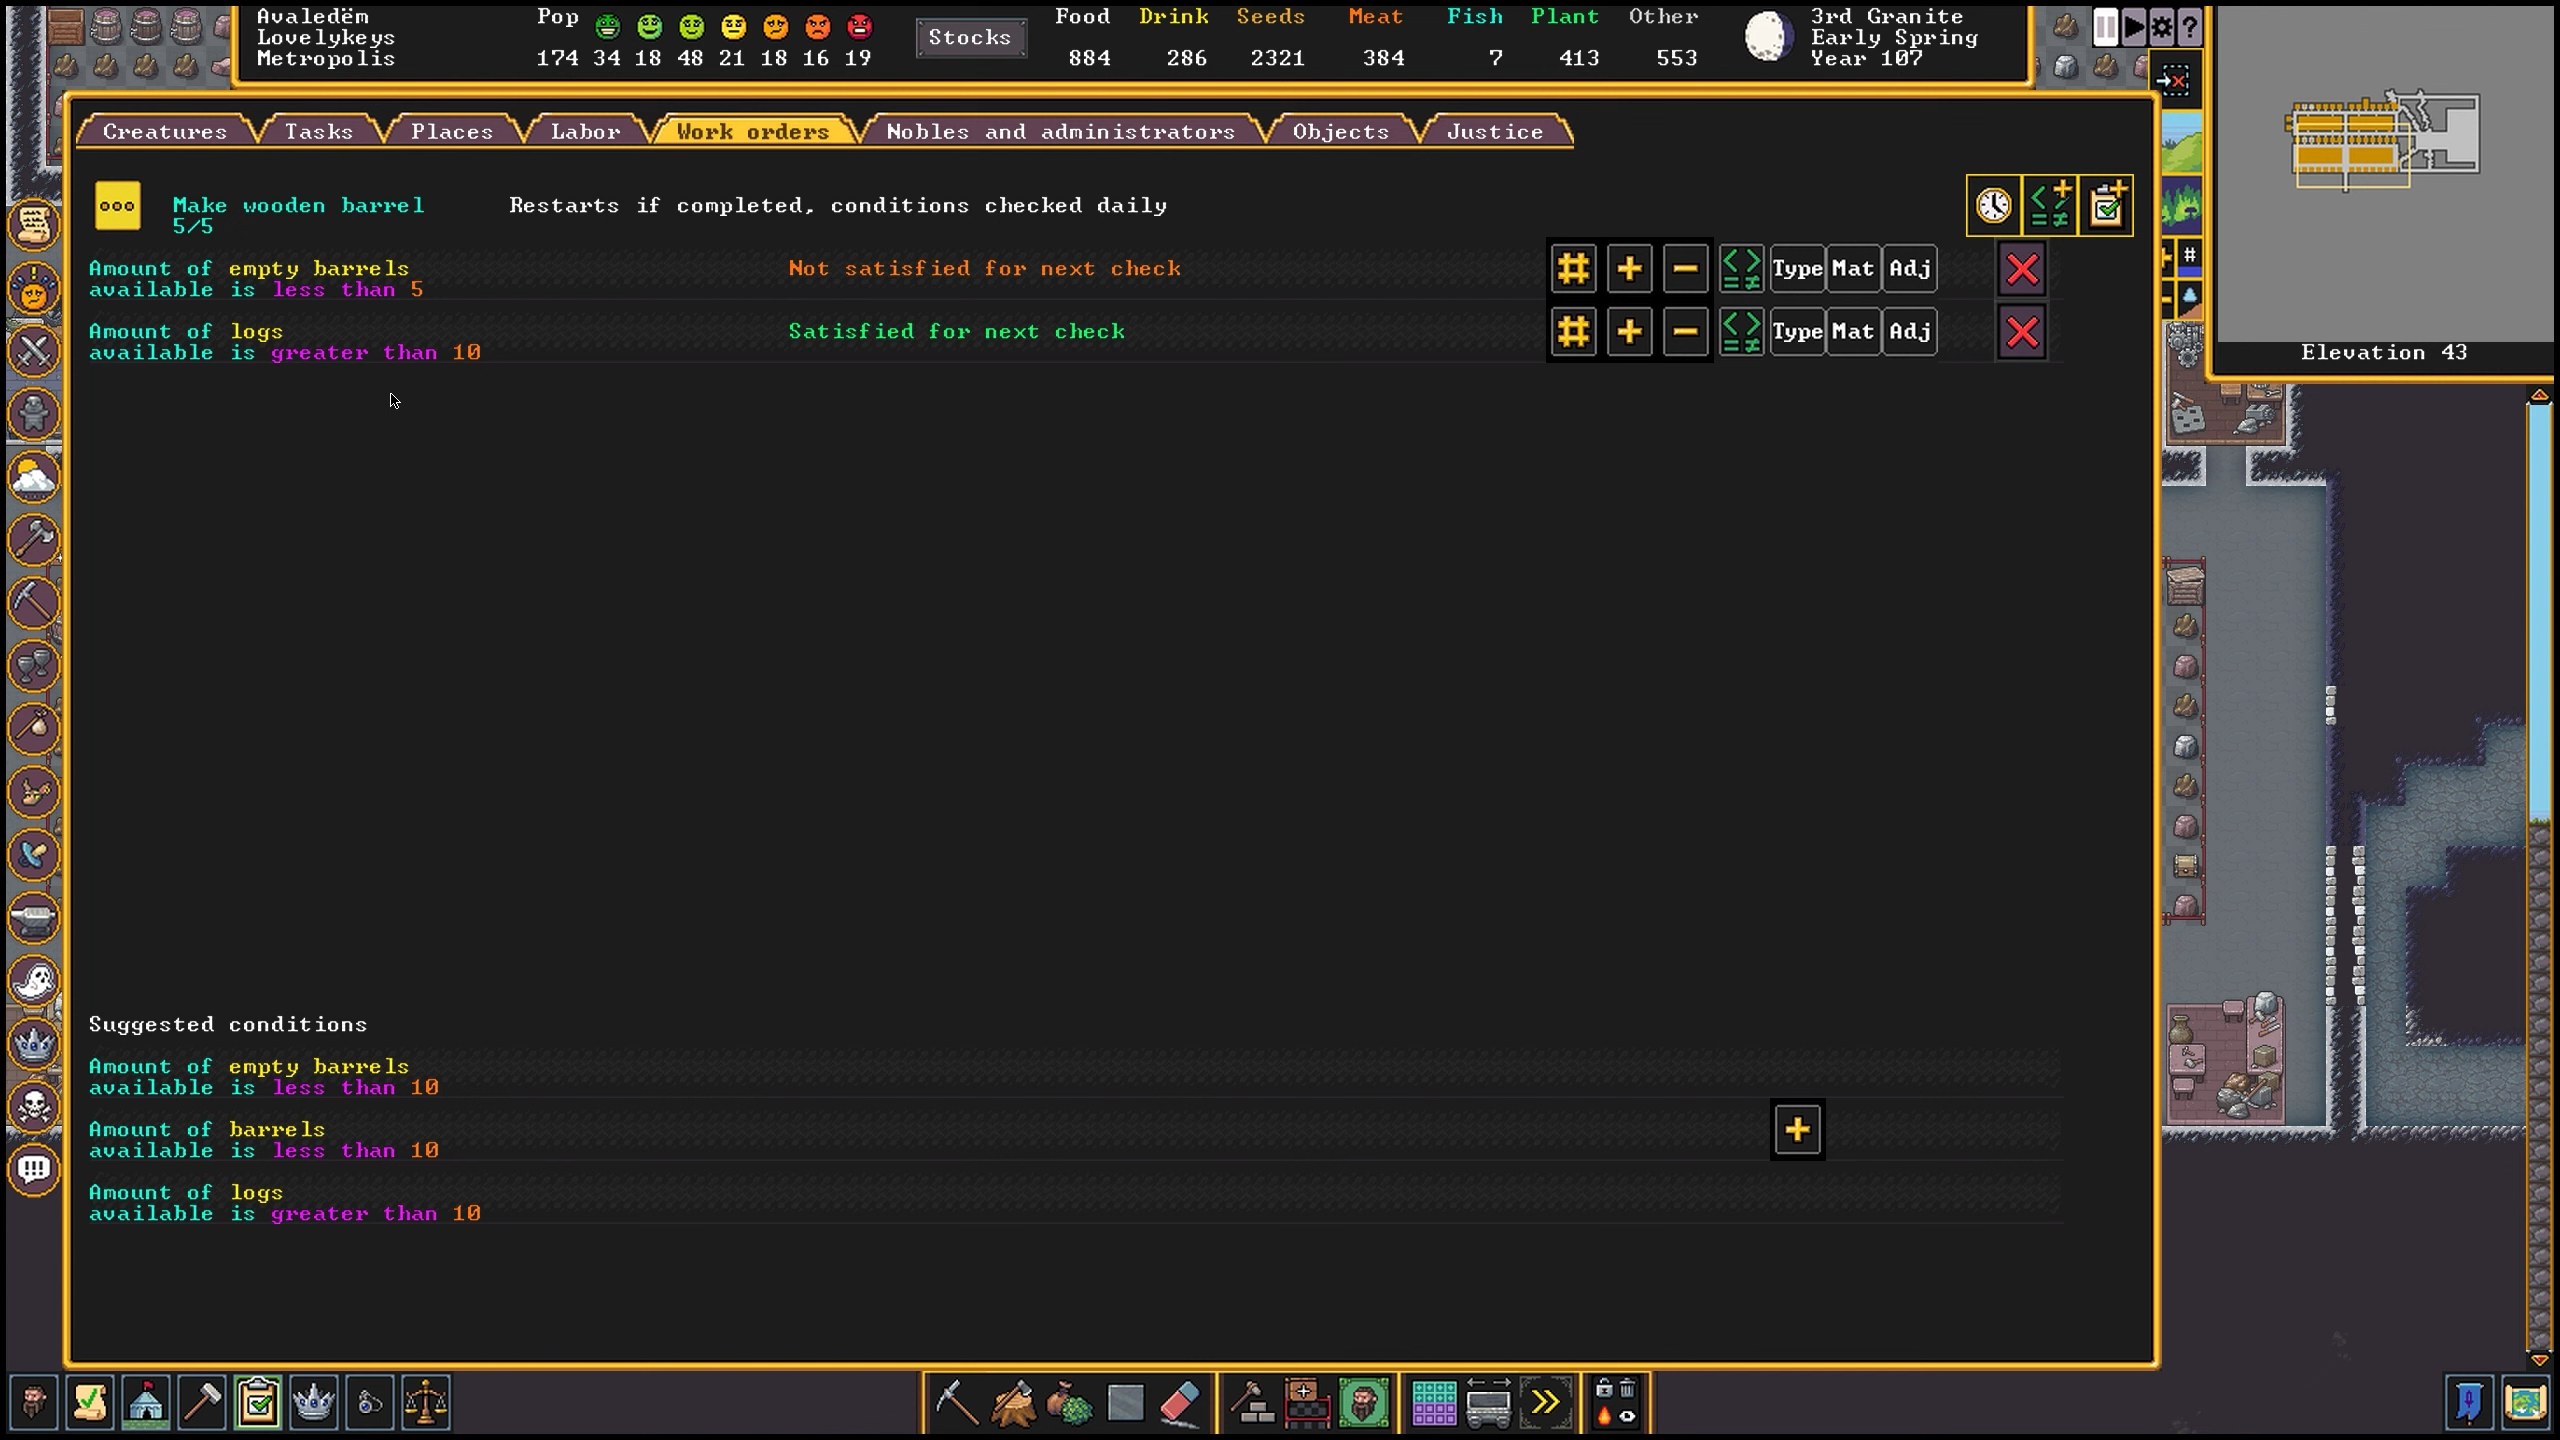 Avaledëm
Lovelykeys
Metropolis
Pop
174 34 18 48 21 18 16 19
Stocks
Food Drink Seeds Meat Fish Plant Other
884 286 2321 384 7 413 553
3rd Granite
Early Spring
Year 107
?
Creatures Tasks Places Labor Work orders Nobles and administrators Objects Justice
Make wooden barrel Restarts if completed, conditions checked daily
5/5
Amount of empty barrels Not satisfied for next check
available is less than 5
Type Mat Adj
Amount of logs Satisfied for next check
available is greater than 10
Type Mat Adj
Elevation 43
Suggested conditions
Amount of empty barrels
available is less than 10
Amount of barrels
available is less than 10
Amount of logs
available is greater than 10